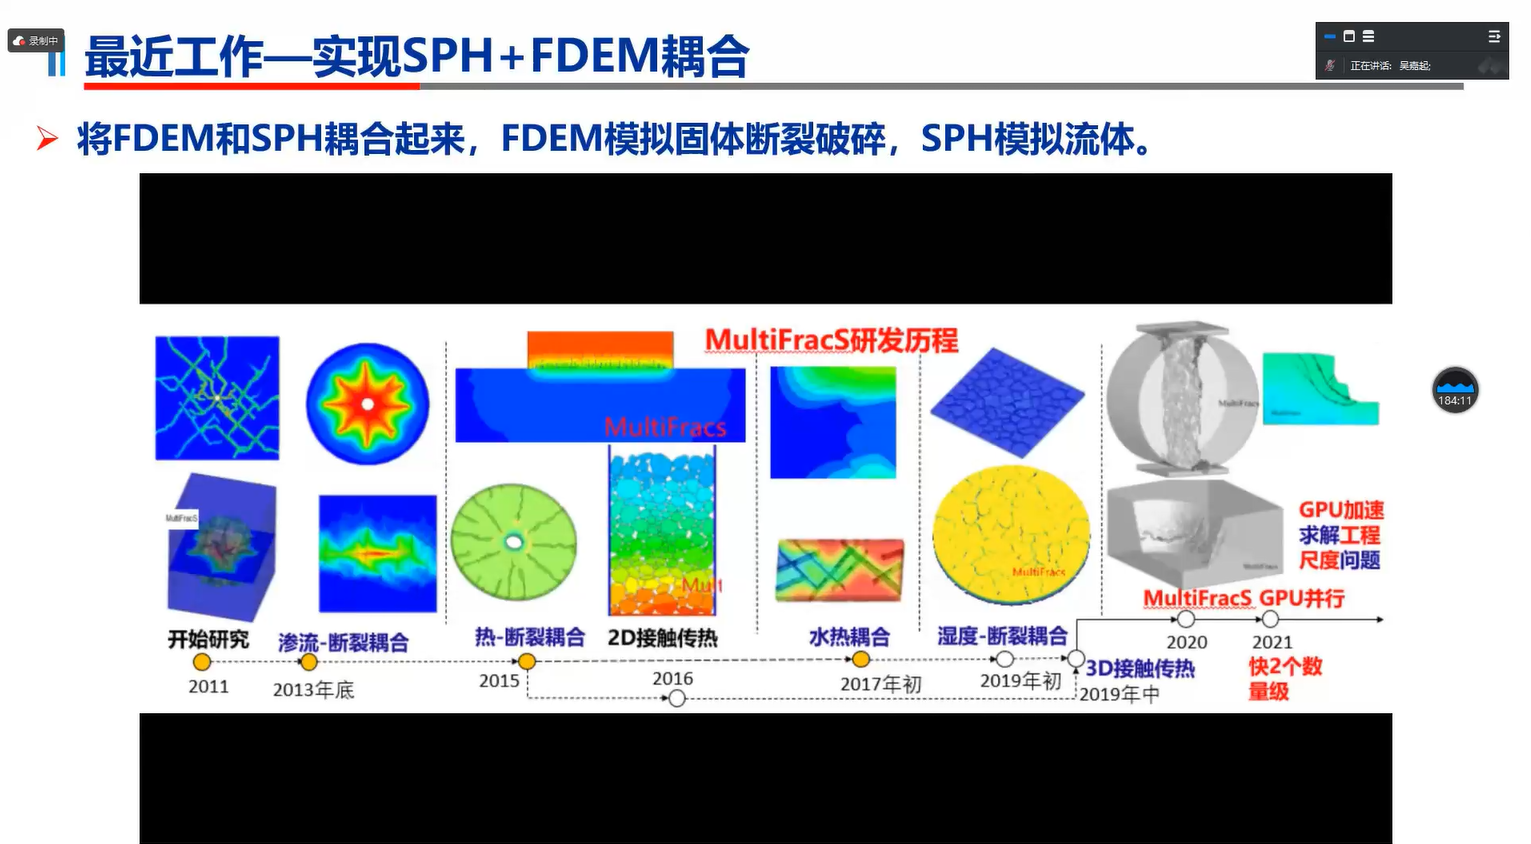 录制中
最近工作—实现SPH+FDEM耦合
正在讲话: 吴嘉起;
将FDEM和SPH耦合起来，FDEM模拟固体断裂破碎，SPH模拟流体。
MultiFracS研发历程
MultiFracs
MultiFracs
184:11
MultiFracS
GPU加速
求解工程
尺度问题
MultiFracs
MultiFracs
Mult
MultiFracS GPU并行
开始研究
渗流-断裂耦合
热-断裂耦合
2D接触传热
水热耦合
湿度-断裂耦合
2020
2021
3D接触传热
快2个数
量级
2011
2013年底
2015
2016
2017年初
2019年初
2019年中